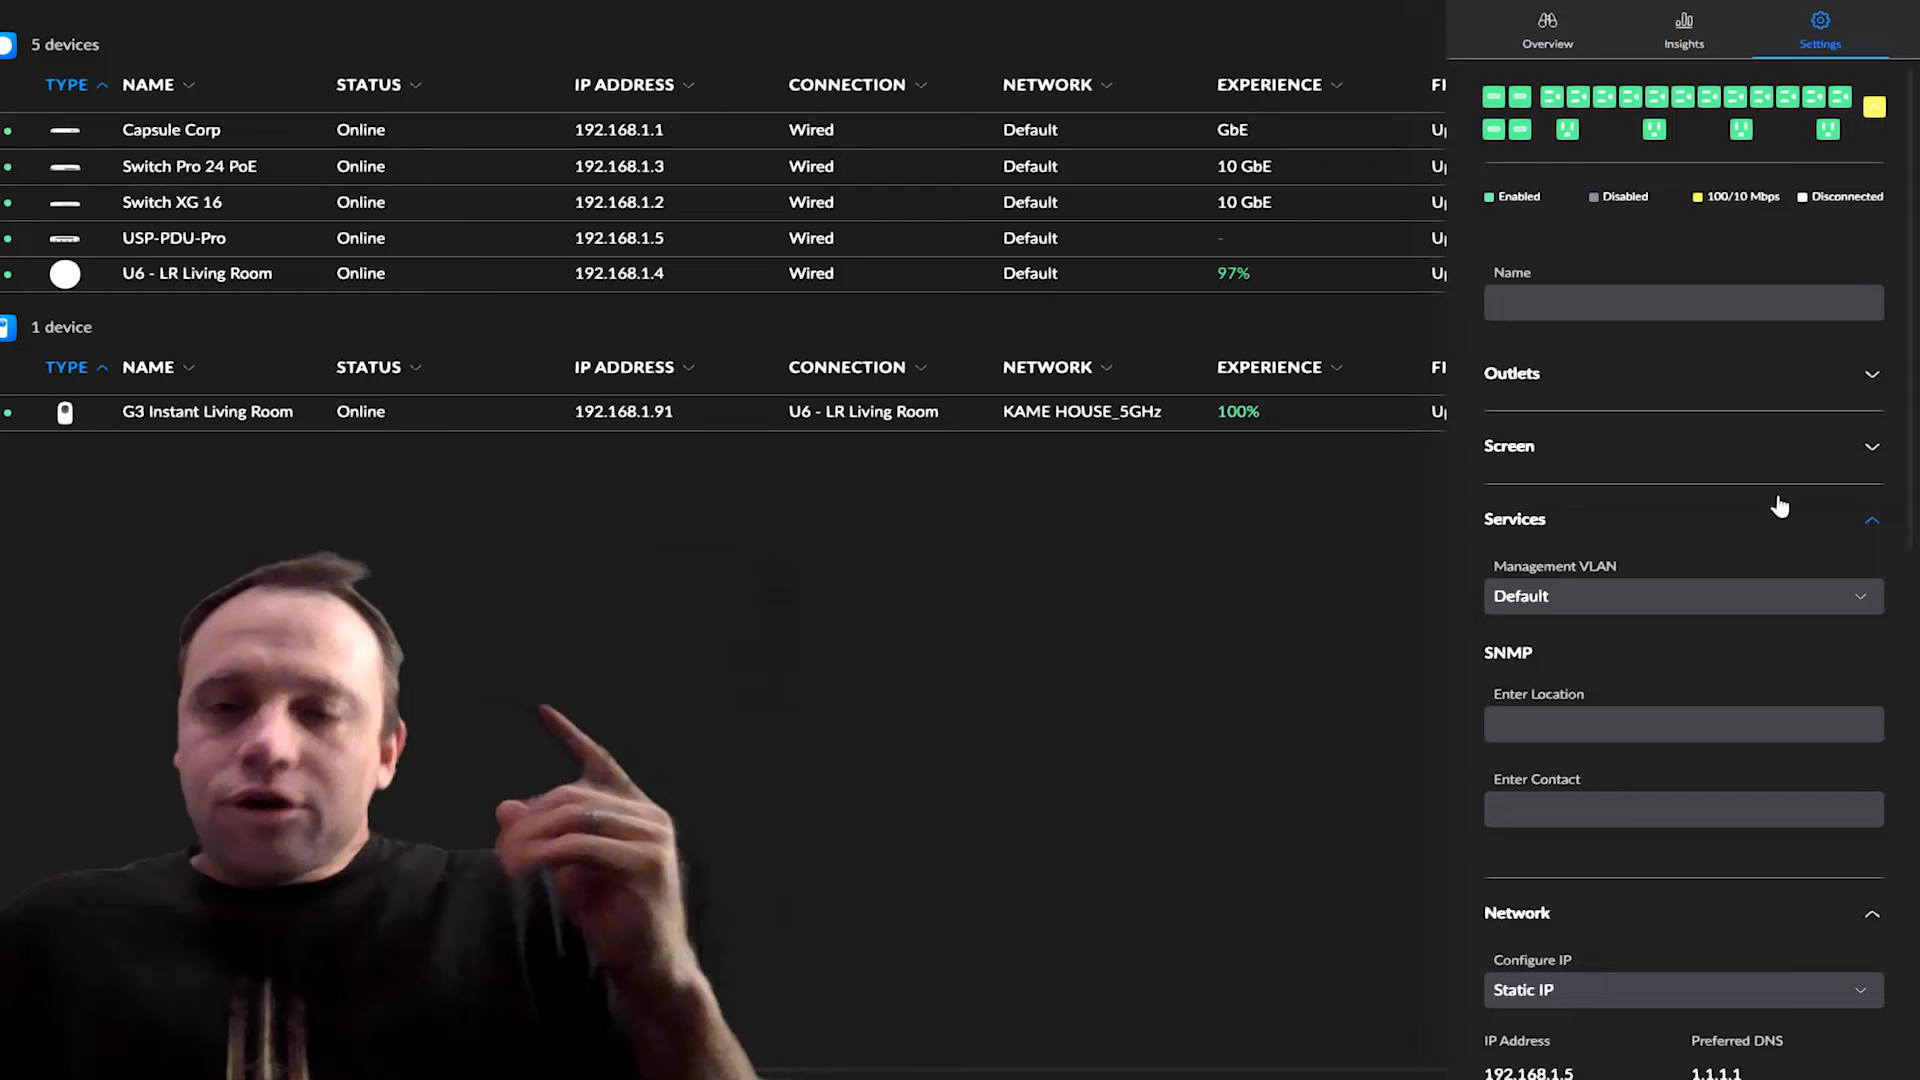 5 devices
TYPE NAME STATUS IP ADDRESS CONNECTION NETWORK EXPERIENCE
Capsule Corp Online 192.168.1.1 Wired Default GbE
Switch Pro 24 PoE Online 192.168.1.3 Wired Default 10 GbE
Switch XG 16 Online 192.168.1.2 Wired Default 10 GbE
USP-PDU-Pro Online 192.168.1.5 Wired Default -
U6 - LR Living Room Online 192.168.1.4 Wired Default 97%
1 device
TYPE NAME STATUS IP ADDRESS CONNECTION NETWORK EXPERIENCE
G3 Instant Living Room Online 192.168.1.91 U6 - LR Living Room KAME HOUSE_5GHz 100%
Overview Insights Settings
Enabled Disabled 100/10 Mbps Disconnected
Name
Outlets
Screen
Services
Management VLAN
Default
SNMP
Enter Location
Enter Contact
Network
Configure IP
Static IP
IP Address Preferred DNS
192.168.1.5 1.1.1.1